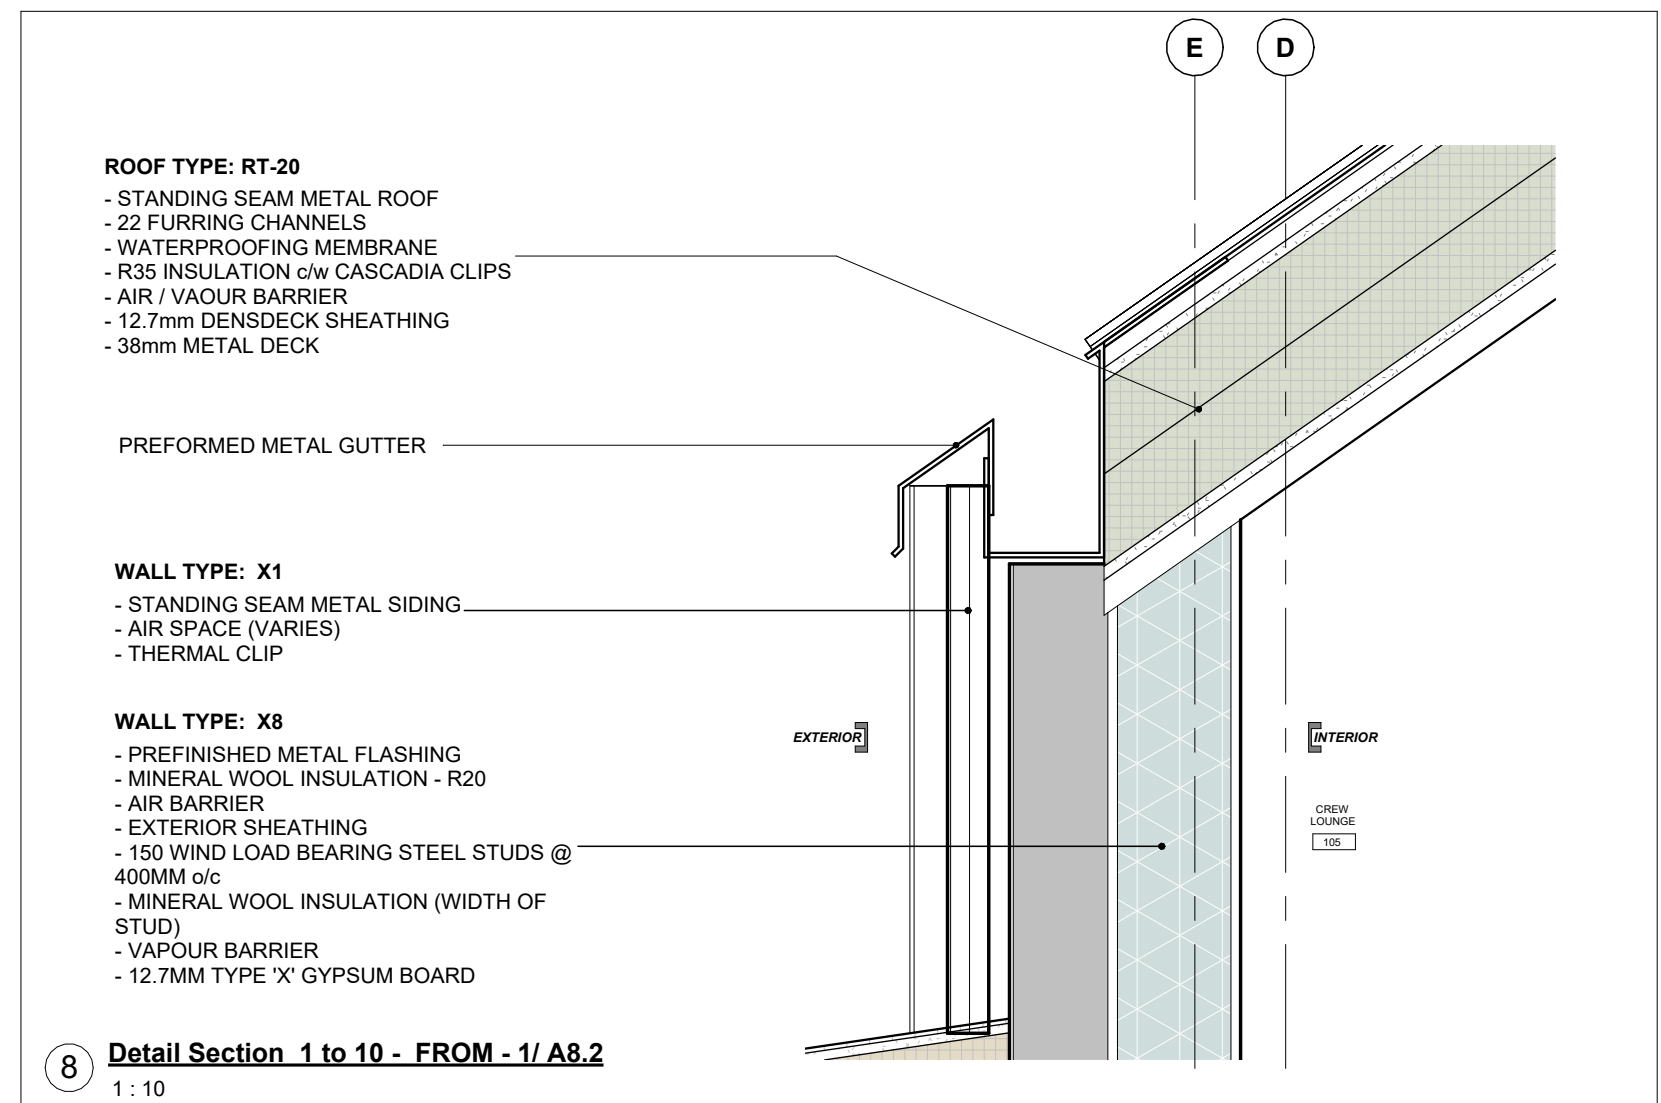 E D
ROOF TYPE: RT-20
- STANDING SEAM METAL ROOF
- 22 FURRING CHANNELS
- WATERPROOFING MEMBRANE
- R35 INSULATION c/w CASCADIA CLIPS
- AIR / VAOUR BARRIER
- 12.7mm DENSDECK SHEATHING
- 38mm METAL DECK
PREFORMED METAL GUTTER
WALL TYPE: X1
- STANDING SEAM METAL SIDING
- AIR SPACE (VARIES)
- THERMAL CLIP
WALL TYPE: X8
- PREFINISHED METAL FLASHING
- MINERAL WOOL INSULATION - R20
- AIR BARRIER
- EXTERIOR SHEATHING
- 150 WIND LOAD BEARING STEEL STUDS @
400MM o/c
- MINERAL WOOL INSULATION (WIDTH OF
STUD)
- VAPOUR BARRIER
- 12.7MM TYPE 'X' GYPSUM BOARD
EXTERIOR
INTERIOR
CREW
LOUNGE
105
8 Detail Section 1 to 10 - FROM - 1/ A8.2
1 : 10